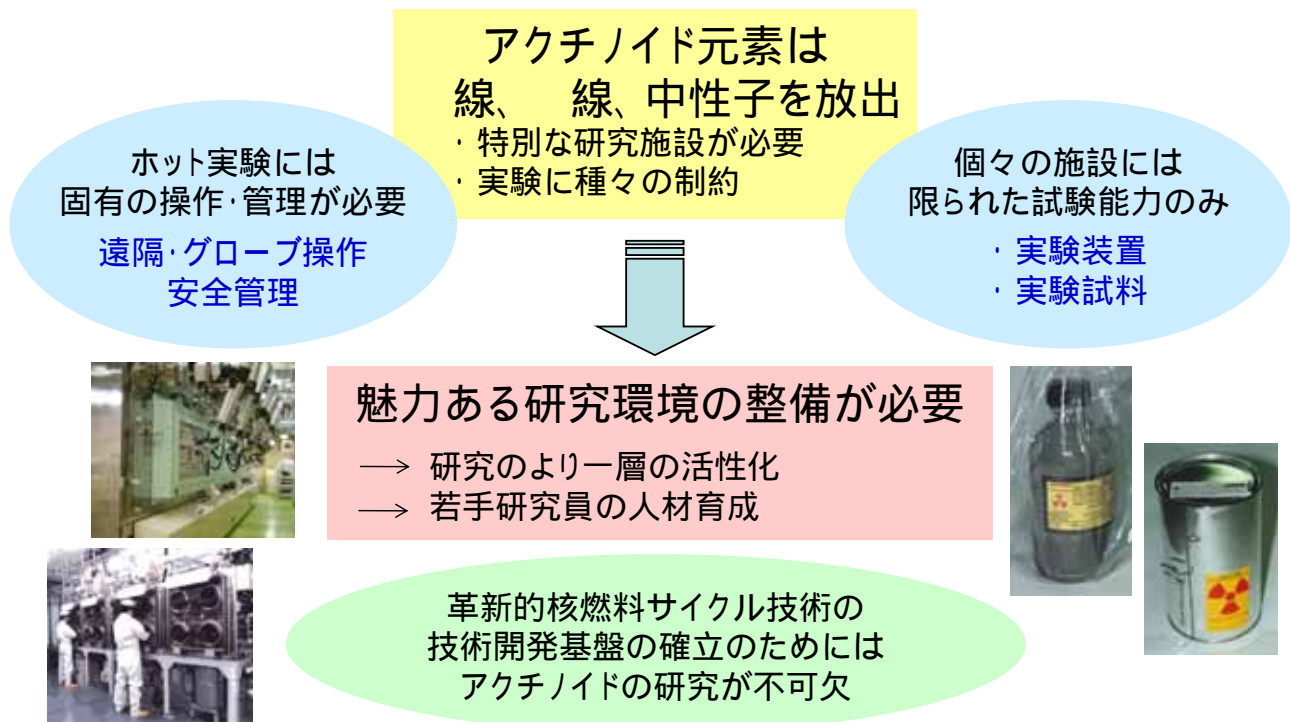 アクチノイド元素は
線、　線、中性子を放出
・特別な研究施設が必要
・実験に種々の制約
ホット実験には
固有の操作・管理が必要
遠隔・グローブ操作
安全管理
個々の施設には
限られた試験能力のみ
・実験装置
・実験試料
魅力ある研究環境の整備が必要
→ 研究のより一層の活性化
→ 若手研究員の人材育成
革新的核燃料サイクル技術の
技術開発基盤の確立のためには
アクチノイドの研究が不可欠